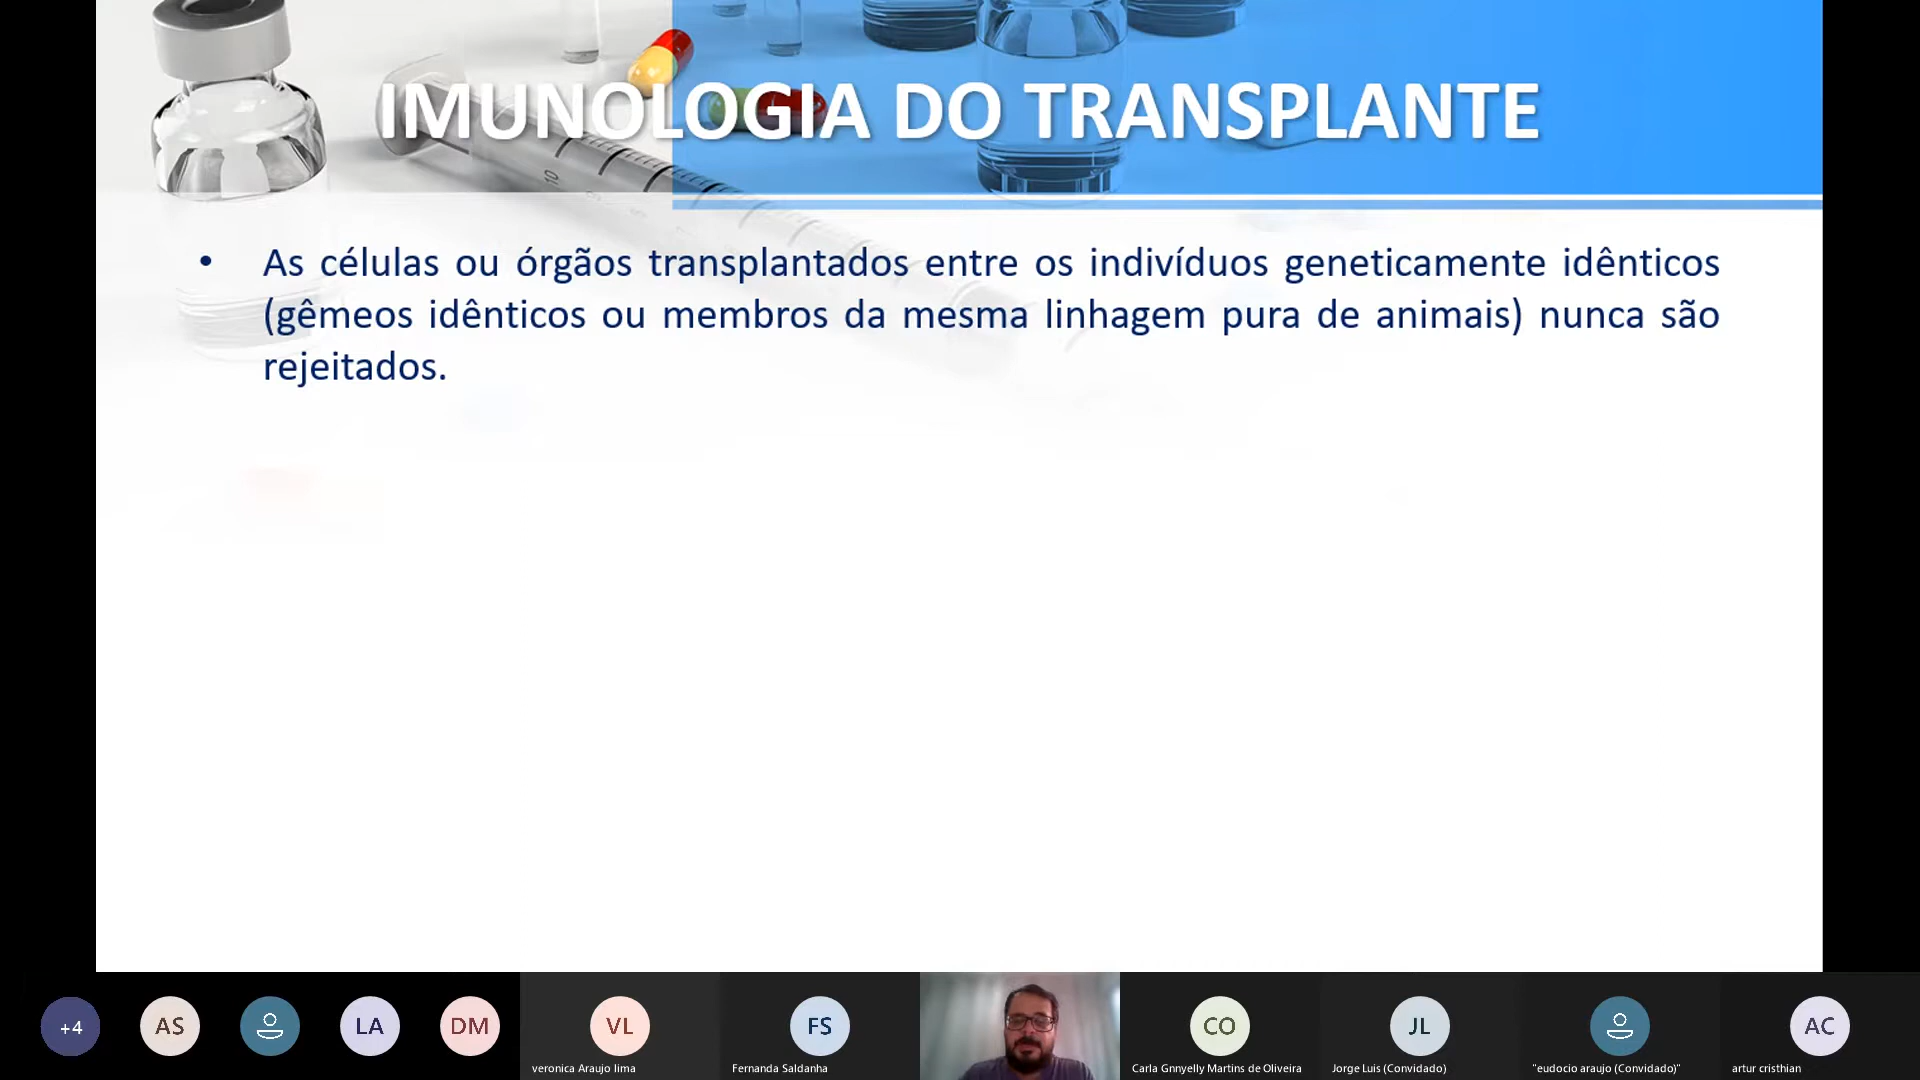 IMUNOLOGIA DO TRANSPLANTE
• As células ou órgãos transplantados entre os indivíduos geneticamente idênticos
(gêmeos idênticos ou membros da mesma linhagem pura de animais) nunca são
rejeitados.
10
+4 AS LA DM VL FS CO JL AC
veronica Araujo lima Fernanda Saldanha Carla Gnnyelly Martins de Oliveira Jorge Luis (Convidado) "eudocio araujo (Convidado)" artur cristhian